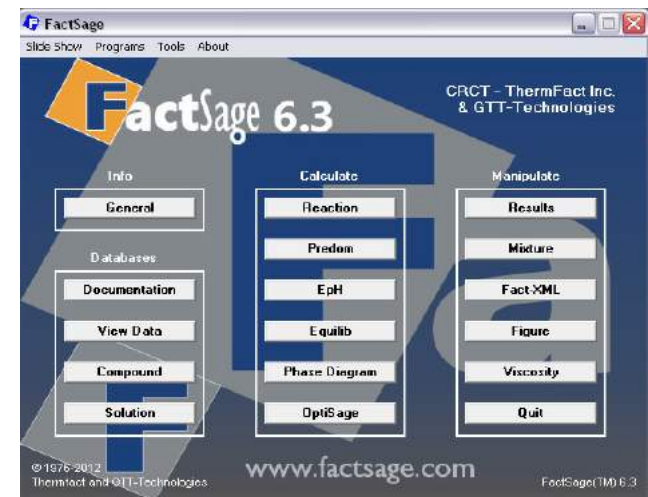 FactSage
Slide Show Programs Tools About
FactSage 6.3
CRCT - ThermFact Inc.
& GTT-Technologies
Info
Calculate
Manipulate
General
Reaction
Results
Predom
Mixture
Databases
Documentation
EpH
Fact-XML
View Data
Equilib
Figure
Compound
Phase Diagram
Viscosity
Solution
OptiSage
Quit
©1976-2012
Thermfact and GTT-Technologies
www.factsage.com
FactSage(TM) 6.3